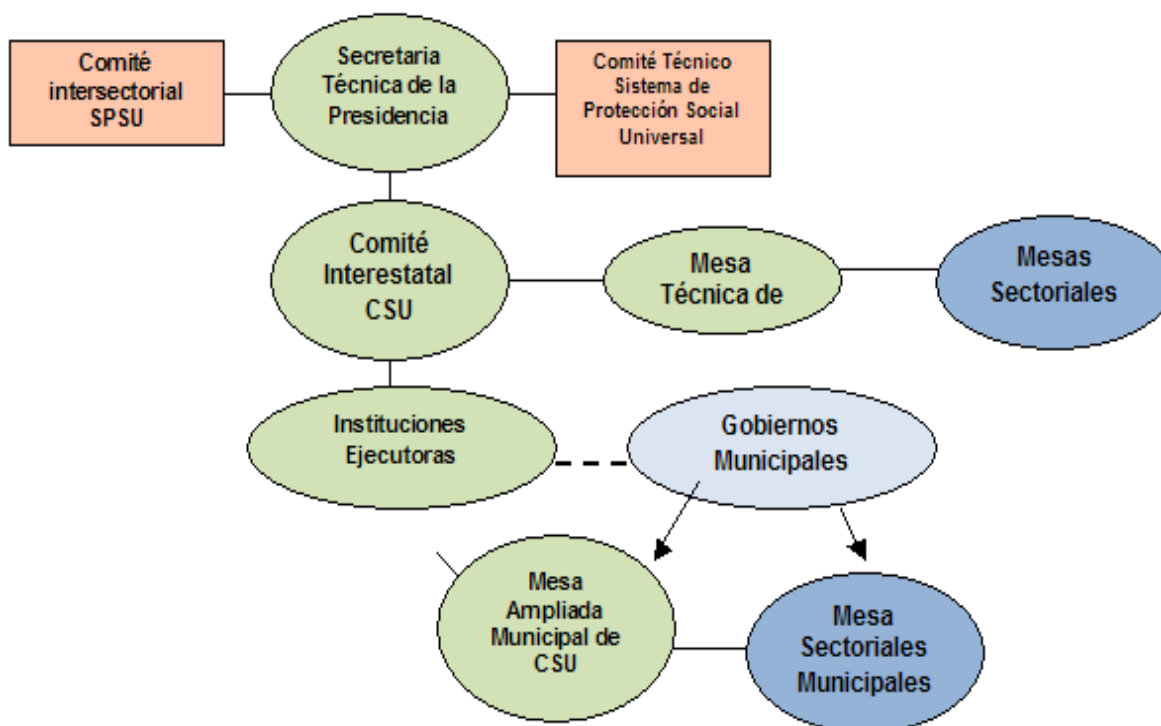 Comité
intersectorial
SPSU
Secretaria
Técnica de la
Presidencia
Comité Técnico
Sistema de
Protección Social
Universal
Comité
Interestatal
CSU
Mesa
Técnica de
Mesas
Sectoriales
Instituciones
Ejecutoras
Gobiernos
Municipales
Mesa
Ampliada
Municipal de
CSU
Mesa
Sectoriales
Municipales